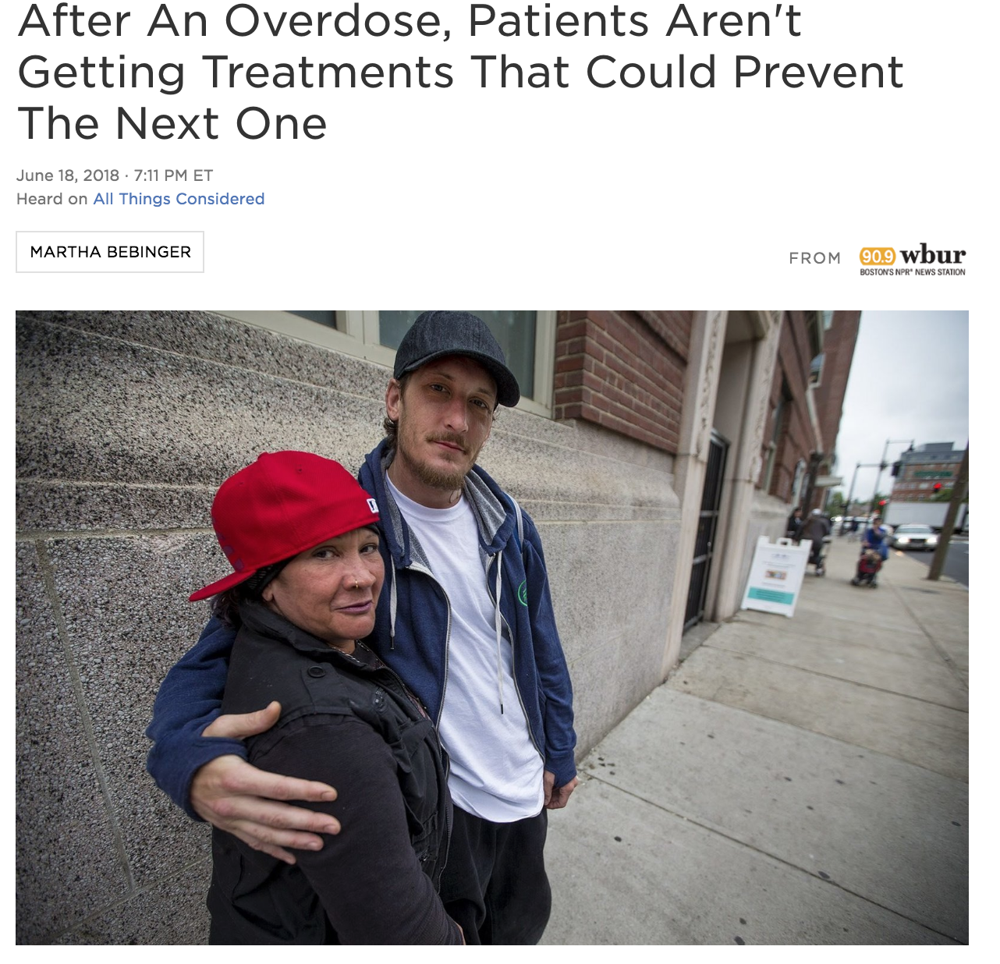 After An Overdose, Patients Aren't
Getting Treatments That Could Prevent
The Next One
June 18, 2018 · 7:11 PM ET
Heard on All Things Considered
MARTHA BEBINGER
FROM
90.9 wbur
BOSTON'S NPR® NEWS STATION